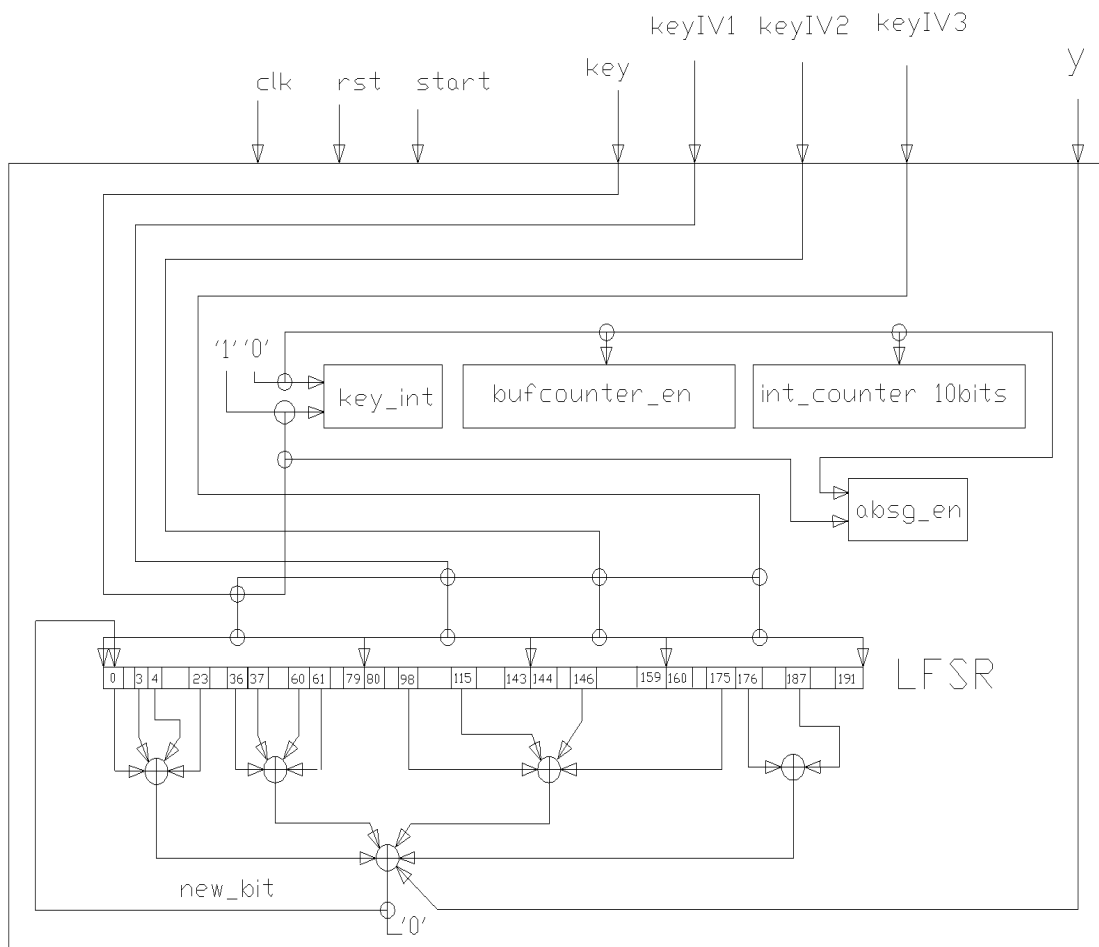 keyIV1 keyIV2 keyIV3
key y
clk rst start
'1' '0'
key_int bufcounter_en int_counter 10bits
absg_en
0 3 4 23 36 37 60 61 79 80 98 115 143 144 146 159 160 175 176 187 191 LFSR
new_bit
'0'